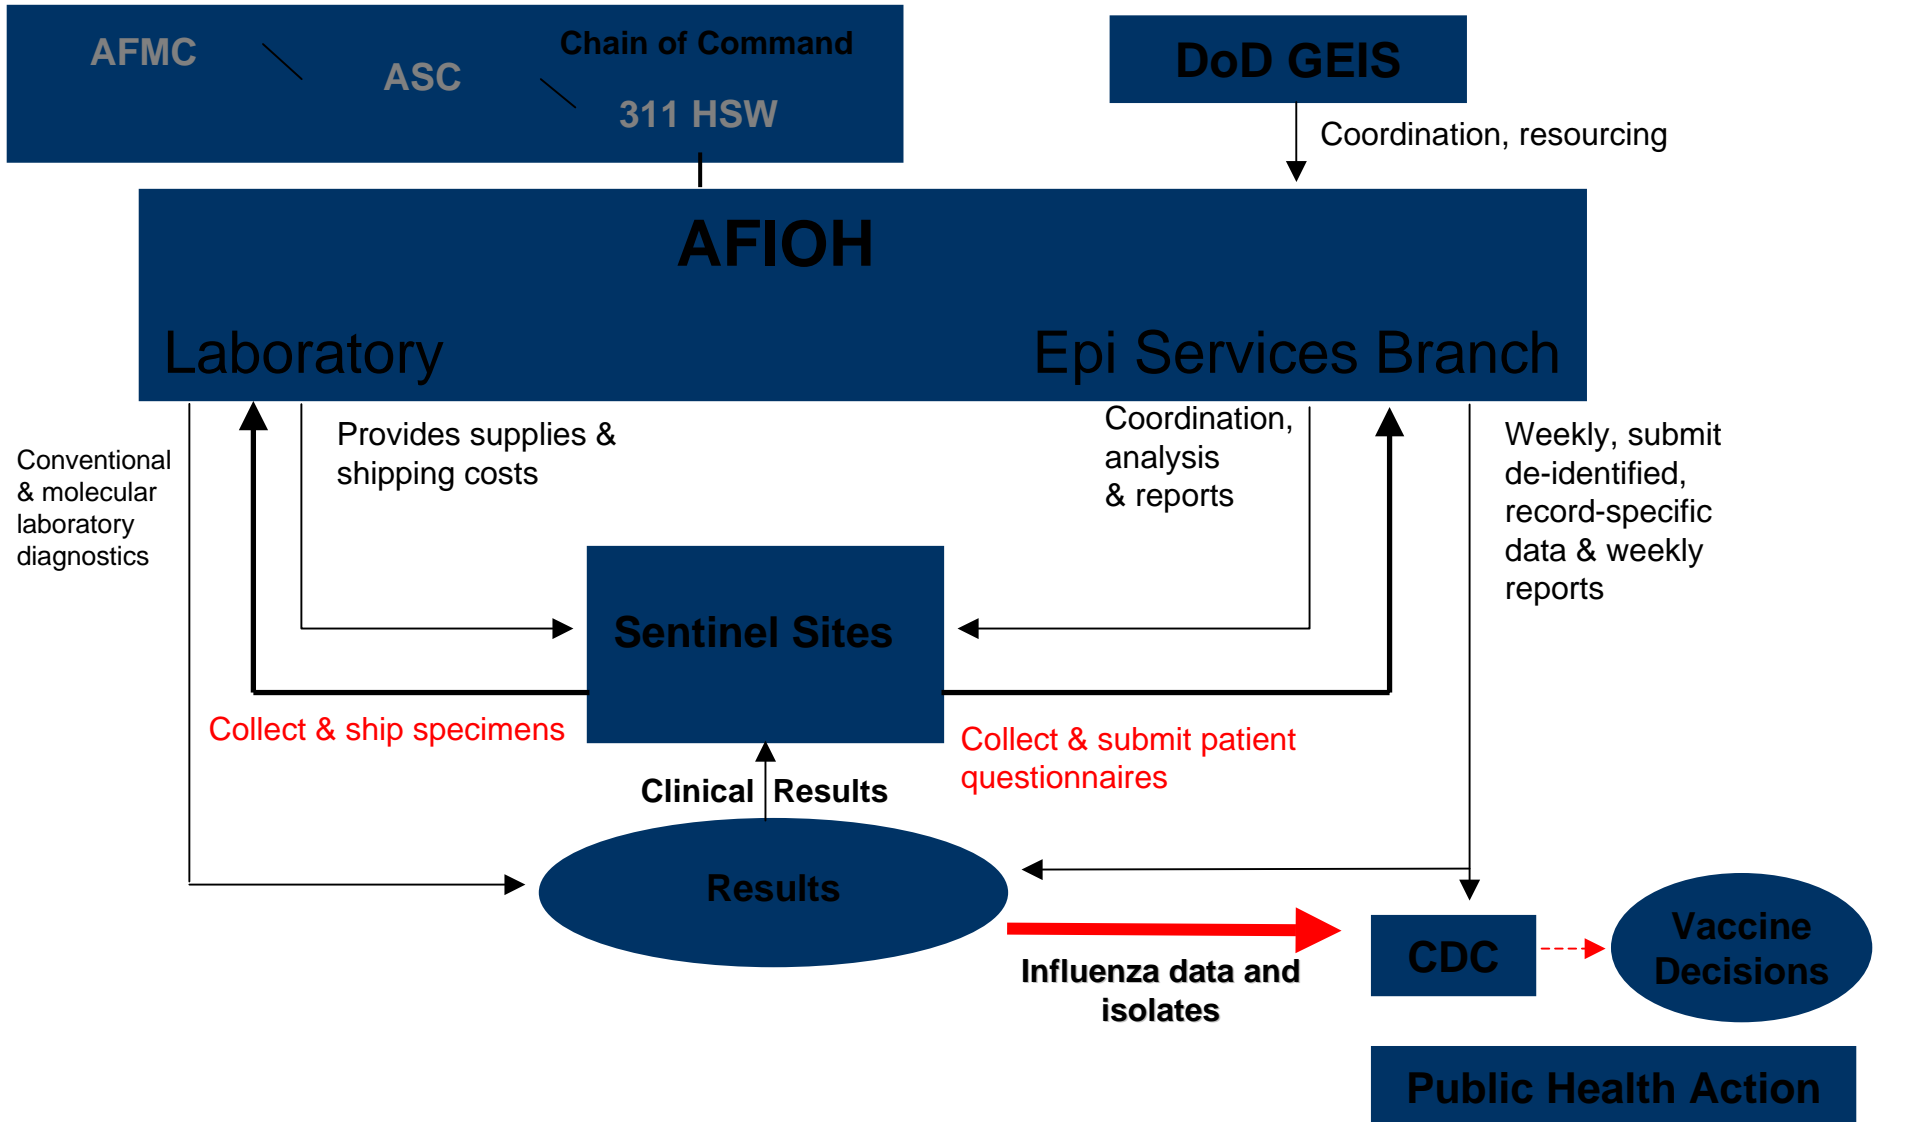 AFMC
ASC
Chain of Command
311 HSW
DoD GEIS
Coordination, resourcing
AFIOH
Laboratory
Epi Services Branch
Conventional
& molecular
laboratory
diagnostics
Provides supplies &
shipping costs
Coordination,
analysis
& reports
Weekly, submit
de-identified,
record-specific
data & weekly
reports
Sentinel Sites
Collect & ship specimens
Collect & submit patient
questionnaires
Clinical Results
Results
Influenza data and
isolates
CDC
Vaccine
Decisions
Public Health Action